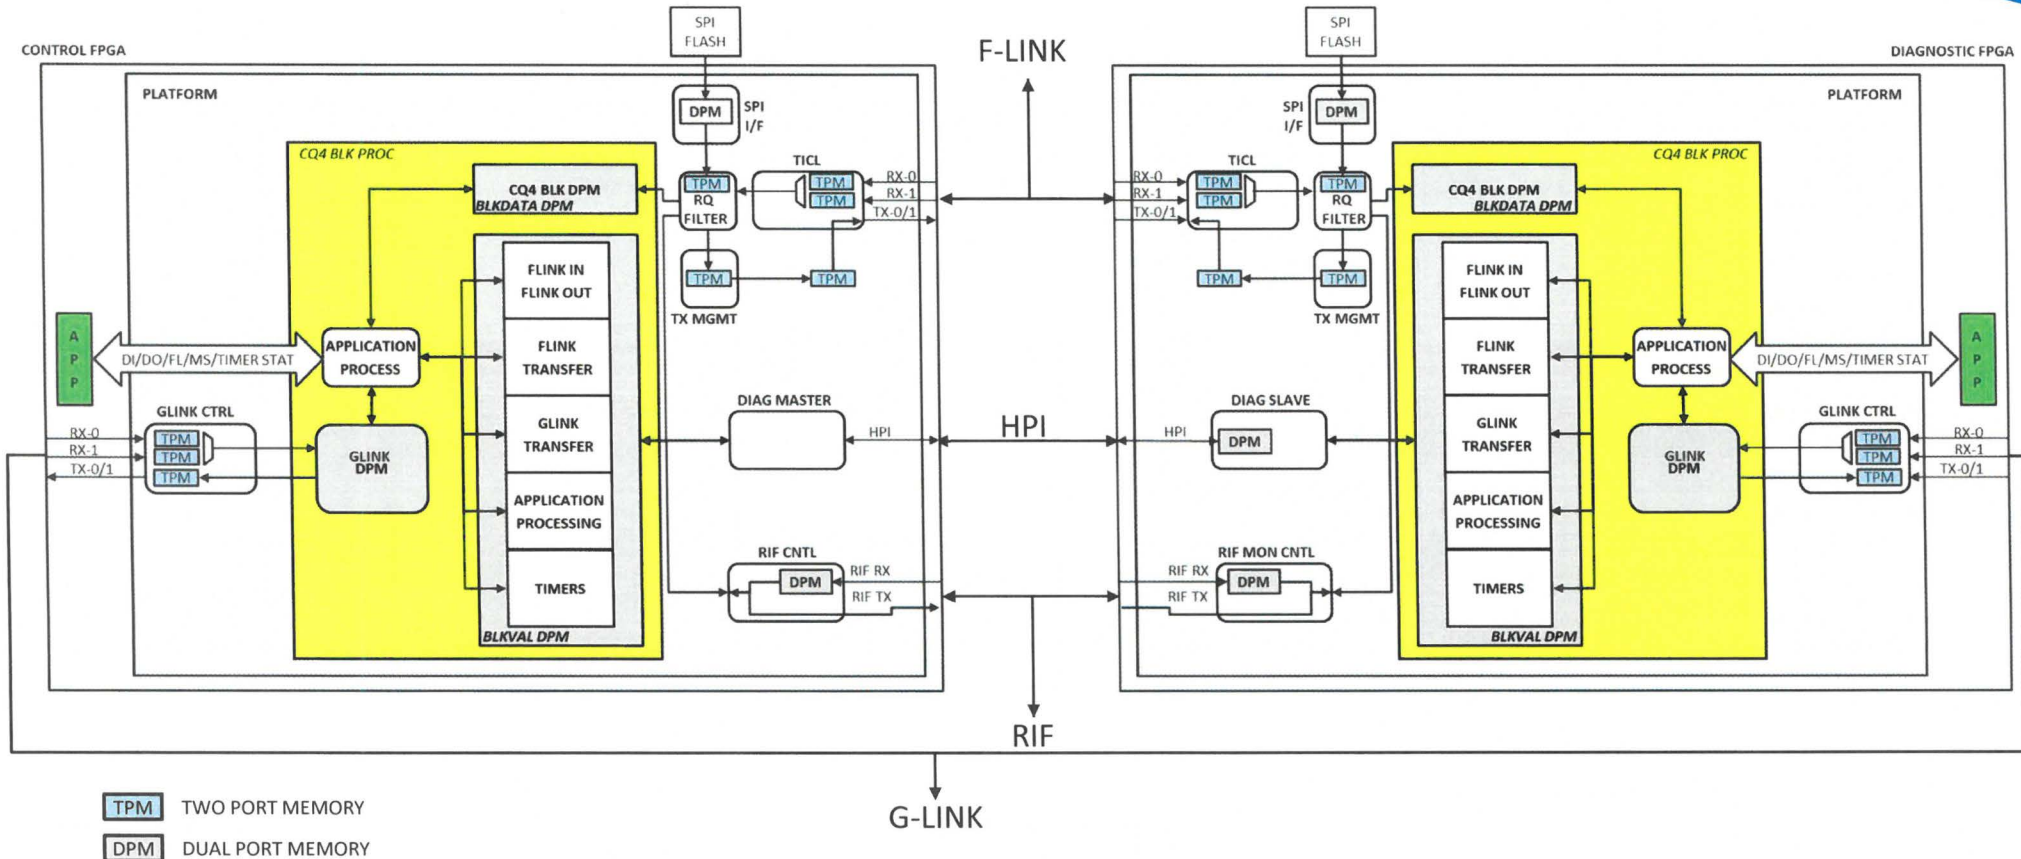 CONTROL FPGA
PLATFORM
SPI
FLASH
DPM
SPI
I/F
CQ4 BLK PROC
CQ4 BLK DPM
BLKDATA DPM
TPM
RQ
FILTER
TICL
TPM
TPM
RX-0
RX-1
TX-0/1
TPM
TX MGMT
TPM
FLINK IN
FLINK OUT
FLINK
TRANSFER
GLINK
TRANSFER
APPLICATION
PROCESSING
TIMERS
BLKVAL DPM
A
P
P
DI/DO/FL/MS/TIMER STAT
APPLICATION
PROCESS
GLINK CTRL
RX-0
RX-1
TX-0/1
TPM
TPM
TPM
GLINK
DPM
DIAG MASTER
HPI
RIF CNTL
DPM
RIF RX
RIF TX
F-LINK
HPI
RIF
G-LINK
DIAGNOSTIC FPGA
PLATFORM
SPI
FLASH
SPI
I/F
DPM
CQ4 BLK PROC
CQ4 BLK DPM
BLKDATA DPM
TICL
RX-0
RX-1
TX-0/1
TPM
TPM
TPM
RQ
FILTER
TPM
TPM
TX MGMT
FLINK IN
FLINK OUT
FLINK
TRANSFER
GLINK
TRANSFER
APPLICATION
PROCESSING
TIMERS
BLKVAL DPM
APPLICATION
PROCESS
DI/DO/FL/MS/TIMER STAT
A
P
P
GLINK CTRL
GLINK
DPM
TPM
TPM
TPM
RX-0
RX-1
TX-0/1
DIAG SLAVE
HPI
DPM
RIF MON CNTL
RIF RX
RIF TX
DPM
TPM TWO PORT MEMORY
DPM DUAL PORT MEMORY